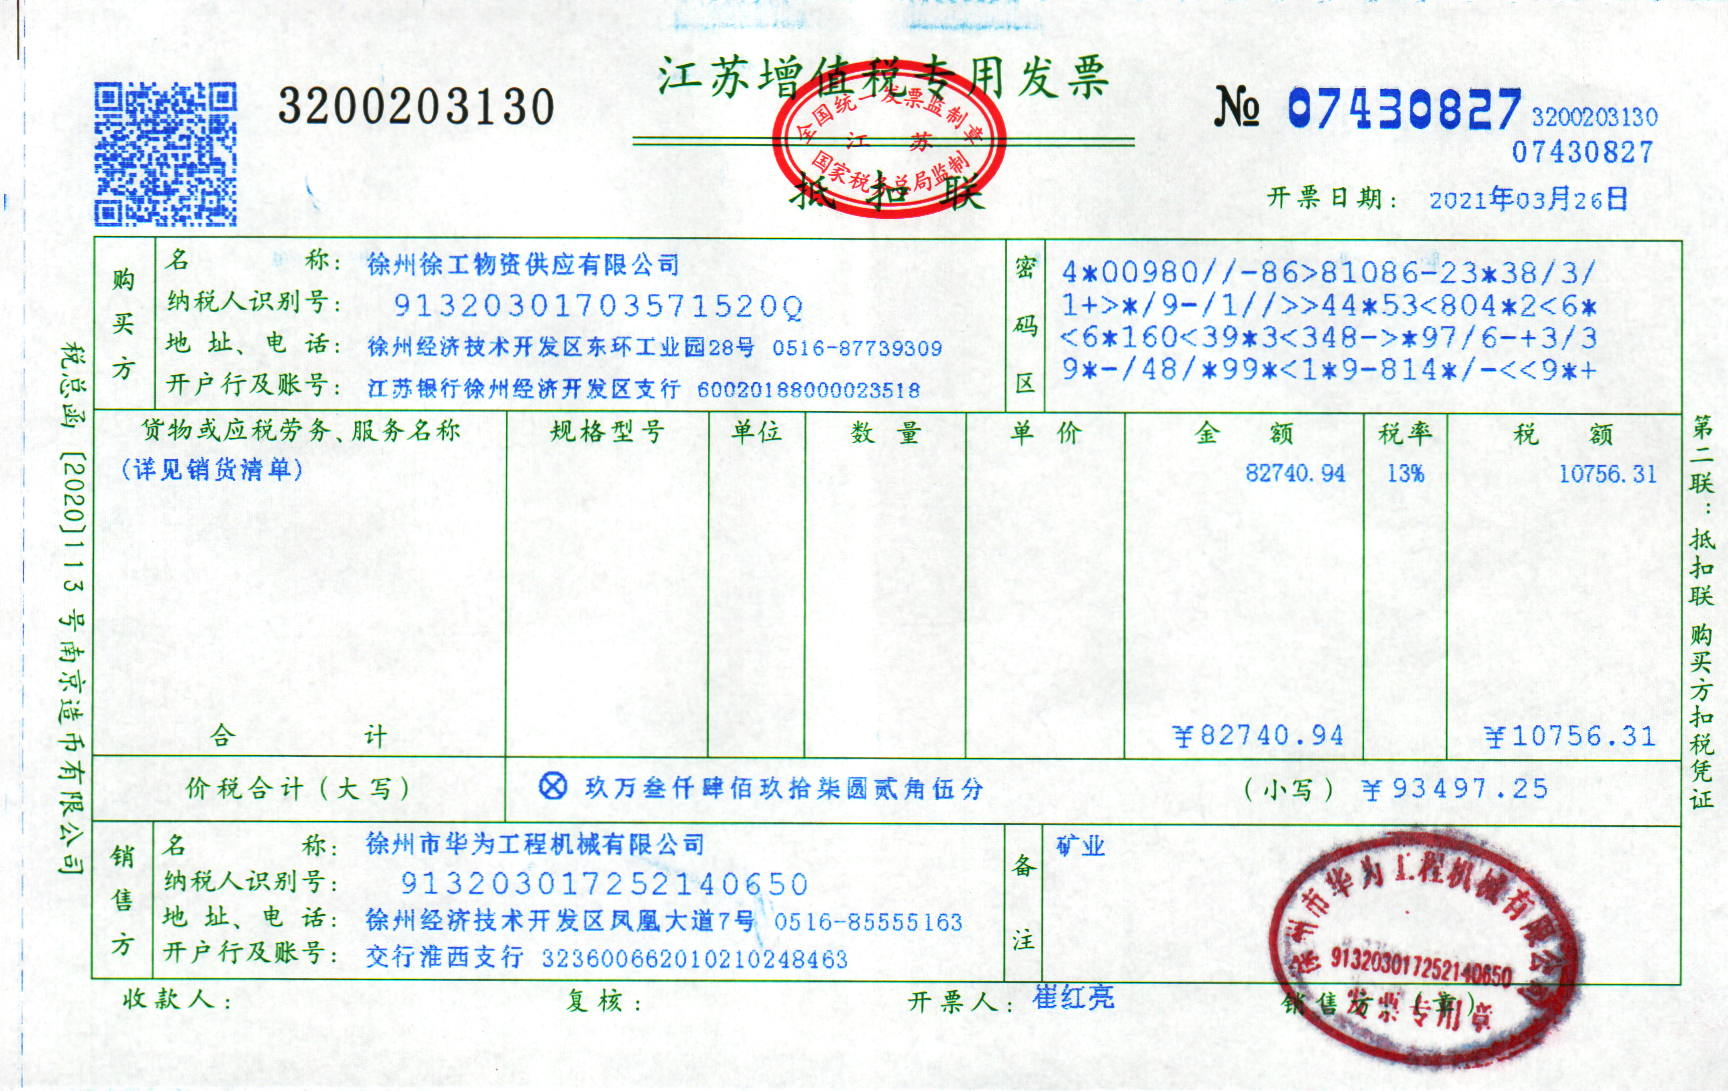 江苏增值税专用发票
3200203130
№ 07430827
3200203130
07430827
全国统一发票监制章
江 苏
国家税务总局监制
抵 扣 联
开票日期: 2021年03月26日
购买方
名 称: 徐州徐工物资供应有限公司
纳税人识别号: 91320301703571520Q
地 址、电 话: 徐州经济技术开发区东环工业园28号 0516-87739309
开户行及账号: 江苏银行徐州经济开发区支行 60020188000023518
密码区
4*00980//-86>81086-23*38/3/
1+>*/9-/1//>>44*53<804*2<6*
<6*160<39*3<348->*97/6-+3/3
9*-/48/*99*<1*9-814*/-<<9*+
货物或应税劳务、服务名称 规格型号 单位 数 量 单 价 金 额 税率 税 额
(详见销货清单) 82740.94 13% 10756.31
合 计 ¥82740.94 ¥10756.31
价税合计(大写) ⊗ 玖万叁仟肆佰玖拾柒圆贰角伍分 (小写) ¥93497.25
销售方
名 称: 徐州市华为工程机械有限公司
纳税人识别号: 913203017252140650
地 址、电 话: 徐州经济技术开发区凤凰大道7号 0516-85555163
开户行及账号: 交行淮西支行 323600662010210248463
备注
矿业
收款人: 复核: 开票人: 崔红亮 销售方:(章)
徐州市华为工程机械有限公司
913203017252140650
发票专用章
税总函[2020]113号南京造币有限公司
第二联:抵扣联 购买方扣税凭证